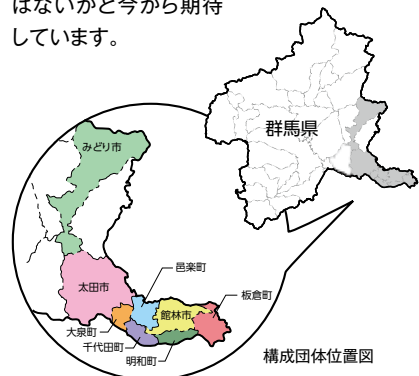 はないかと今から期待
しています。
群馬県
みどり市
太田市
邑楽町
板倉町
館林市
大泉町
千代田町
明和町
構成団体位置図